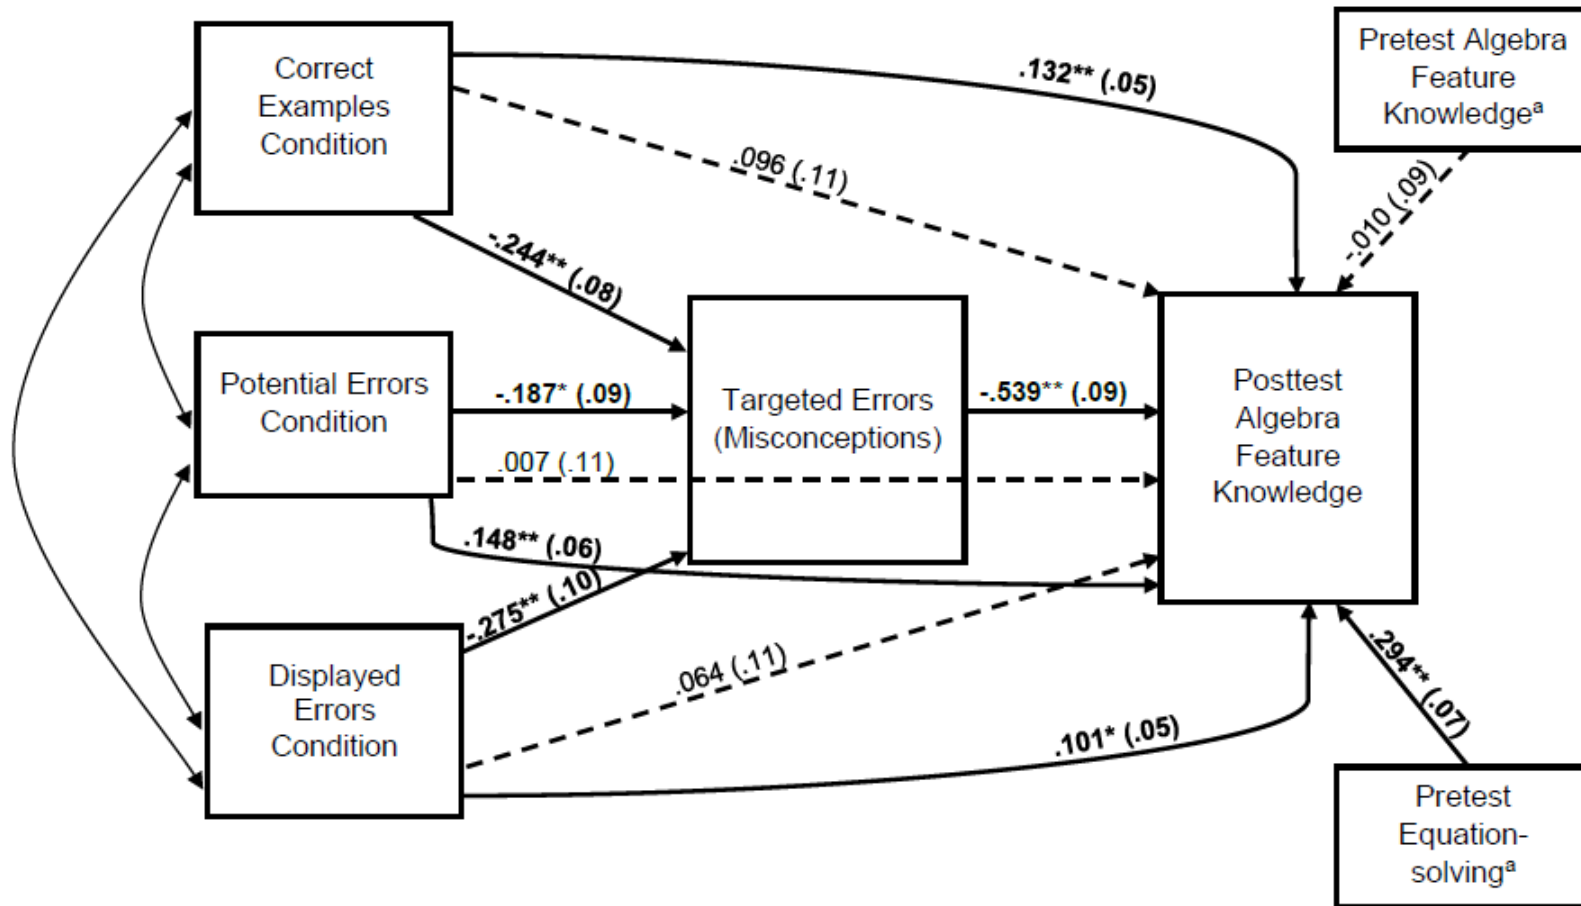 Correct
Examples
Condition
.132** (.05)
Pretest Algebra
Feature
Knowledgeª
.096 (.11)
-.010 (.09)
-.244** (.08)
Potential Errors
Condition
-.187* (.09)
Targeted Errors
(Misconceptions)
-.539** (.09)
Posttest
Algebra
Feature
Knowledge
.007 (.11)
.148** (.06)
-.275** (.10)
Displayed
Errors
Condition
.064 (.11)
.101* (.05)
.294** (.07)
Pretest
Equation-
solvingª